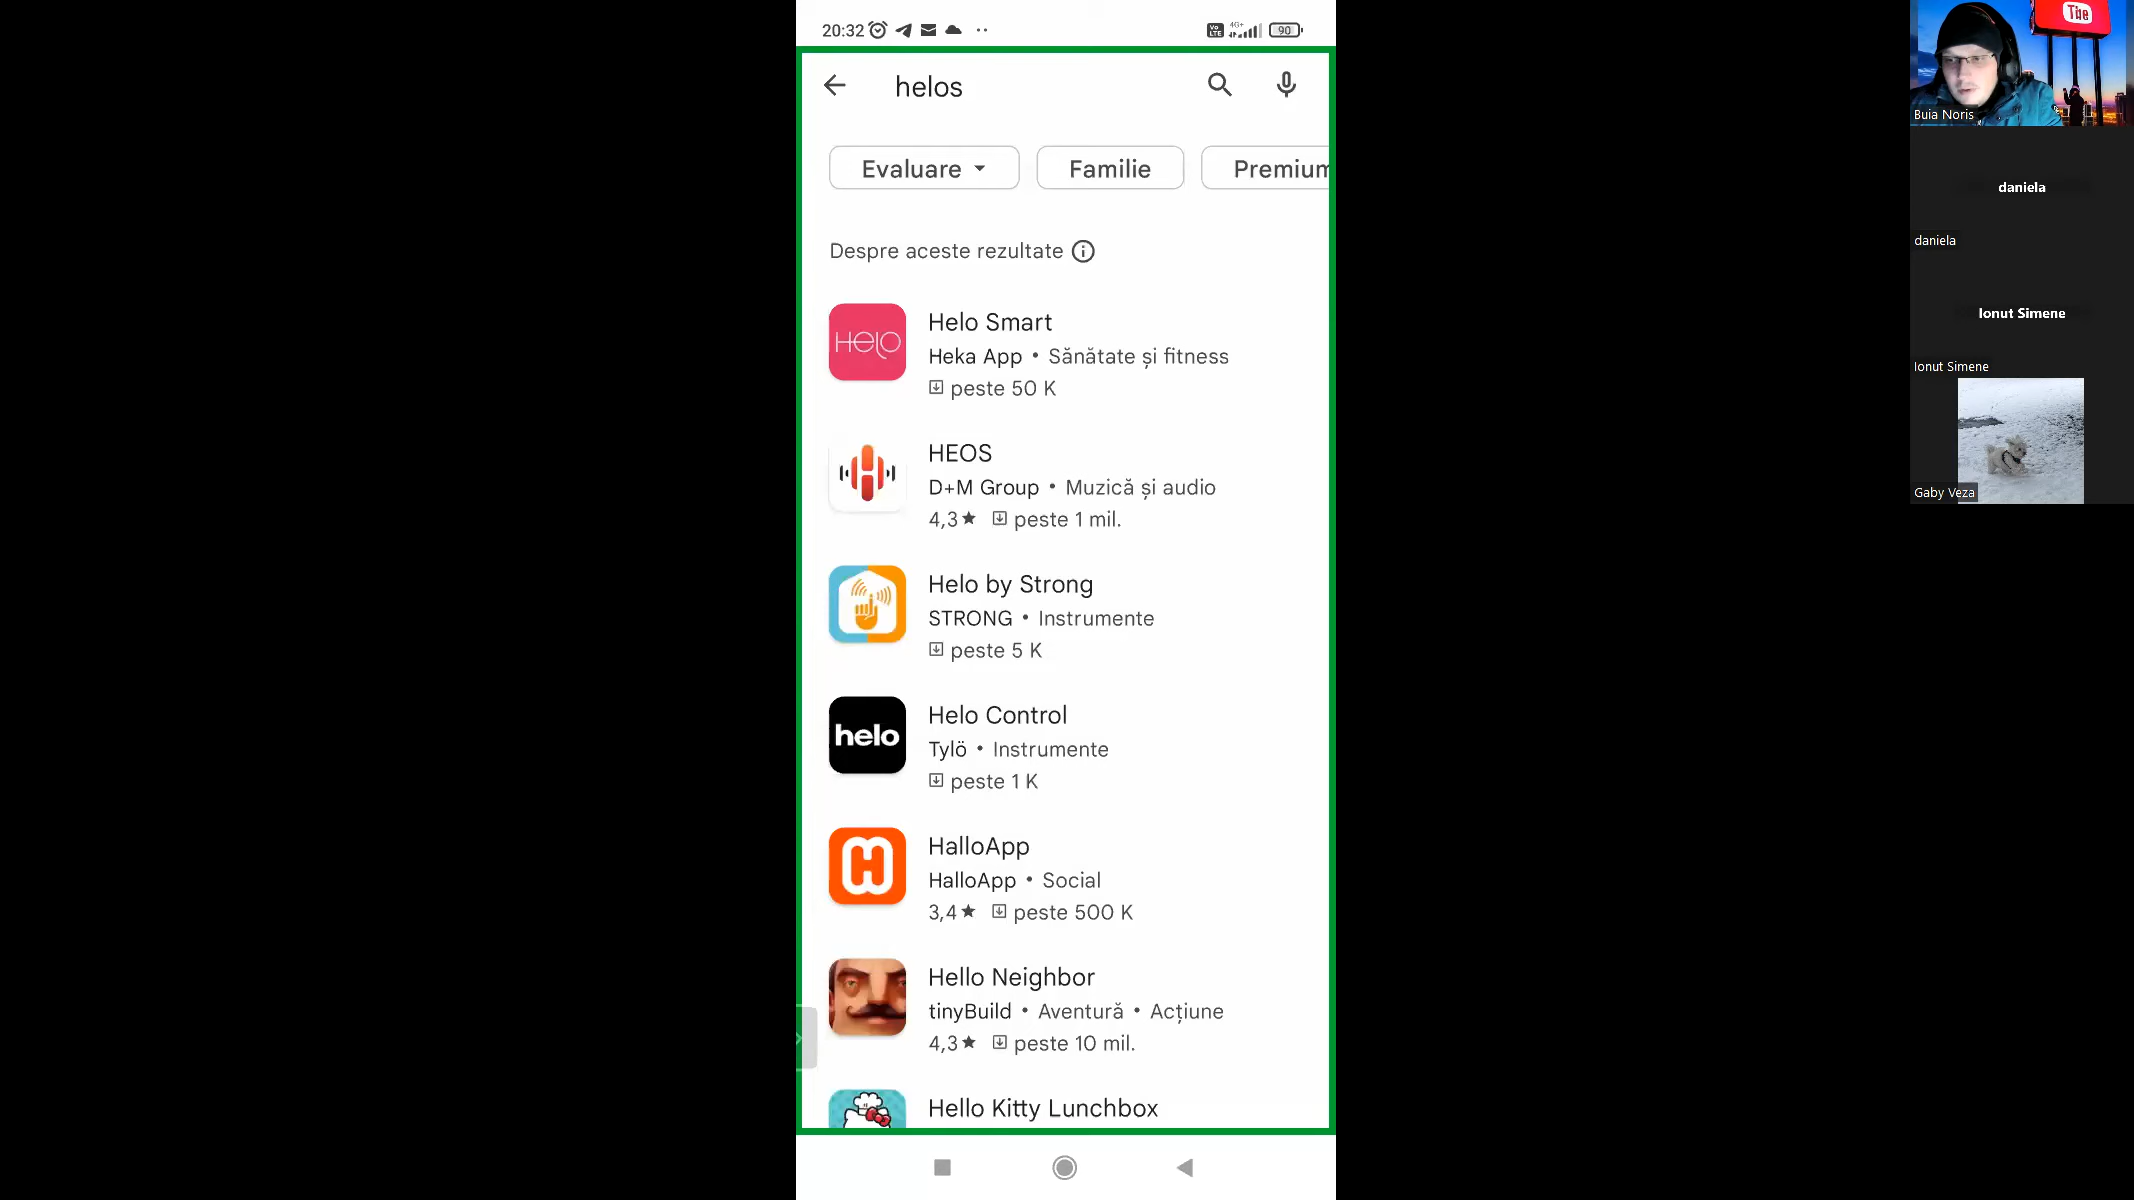 20:32
VoLTE 4G+ 90
helos
Evaluare
Familie
Premium
Despre aceste rezultate
Helo
Helo Smart
Heka App • Sănătate și fitness
peste 50 K
HEOS
D+M Group • Muzică și audio
4,3★ peste 1 mil.
Helo by Strong
STRONG • Instrumente
peste 5 K
helo
Helo Control
Tylö • Instrumente
peste 1 K
H
HalloApp
HalloApp • Social
3,4★ peste 500 K
Hello Neighbor
tinyBuild • Aventură • Acțiune
4,3★ peste 10 mil.
Hello Kitty Lunchbox
Tube
Buia Noris
daniela
daniela
Ionut Simene
Ionut Simene
Gaby Veza